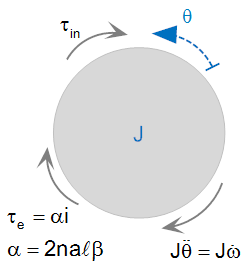 θ
τin
J
τe = αi
α = 2naℓβ
Jθ̈ = Jω̇